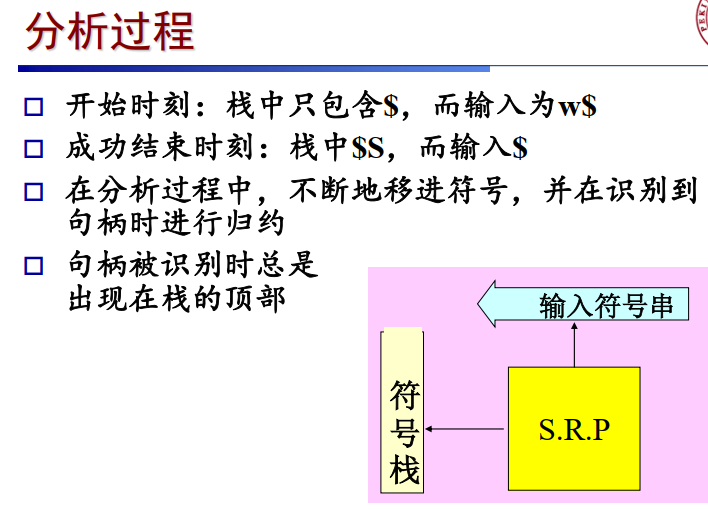 分析过程
开始时刻：栈中只包含$，而输入为w$
成功结束时刻：栈中$S，而输入$
在分析过程中，不断地移进符号，并在识别到
句柄时进行归约
句柄被识别时总是
出现在栈的顶部
输入符号串
符号栈
S.R.P